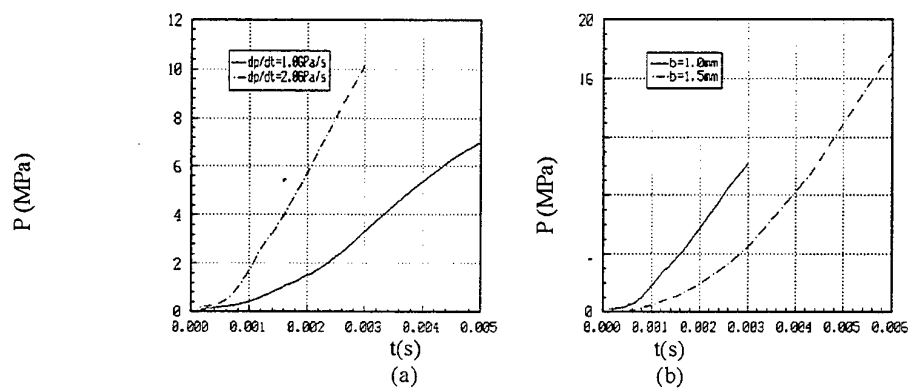 12
10
8
6
4
2
0
P (MPa)
dp/dt=1.0GPa/s
dp/dt=2.0GPa/s
0.000 0.001 0.002 0.003 0.004 0.005
t(s)
(a)
20
16
0
P (MPa)
b=1.0mm
b=1.5mm
0.000 0.001 0.002 0.003 0.004 0.005 0.006
t(s)
(b)